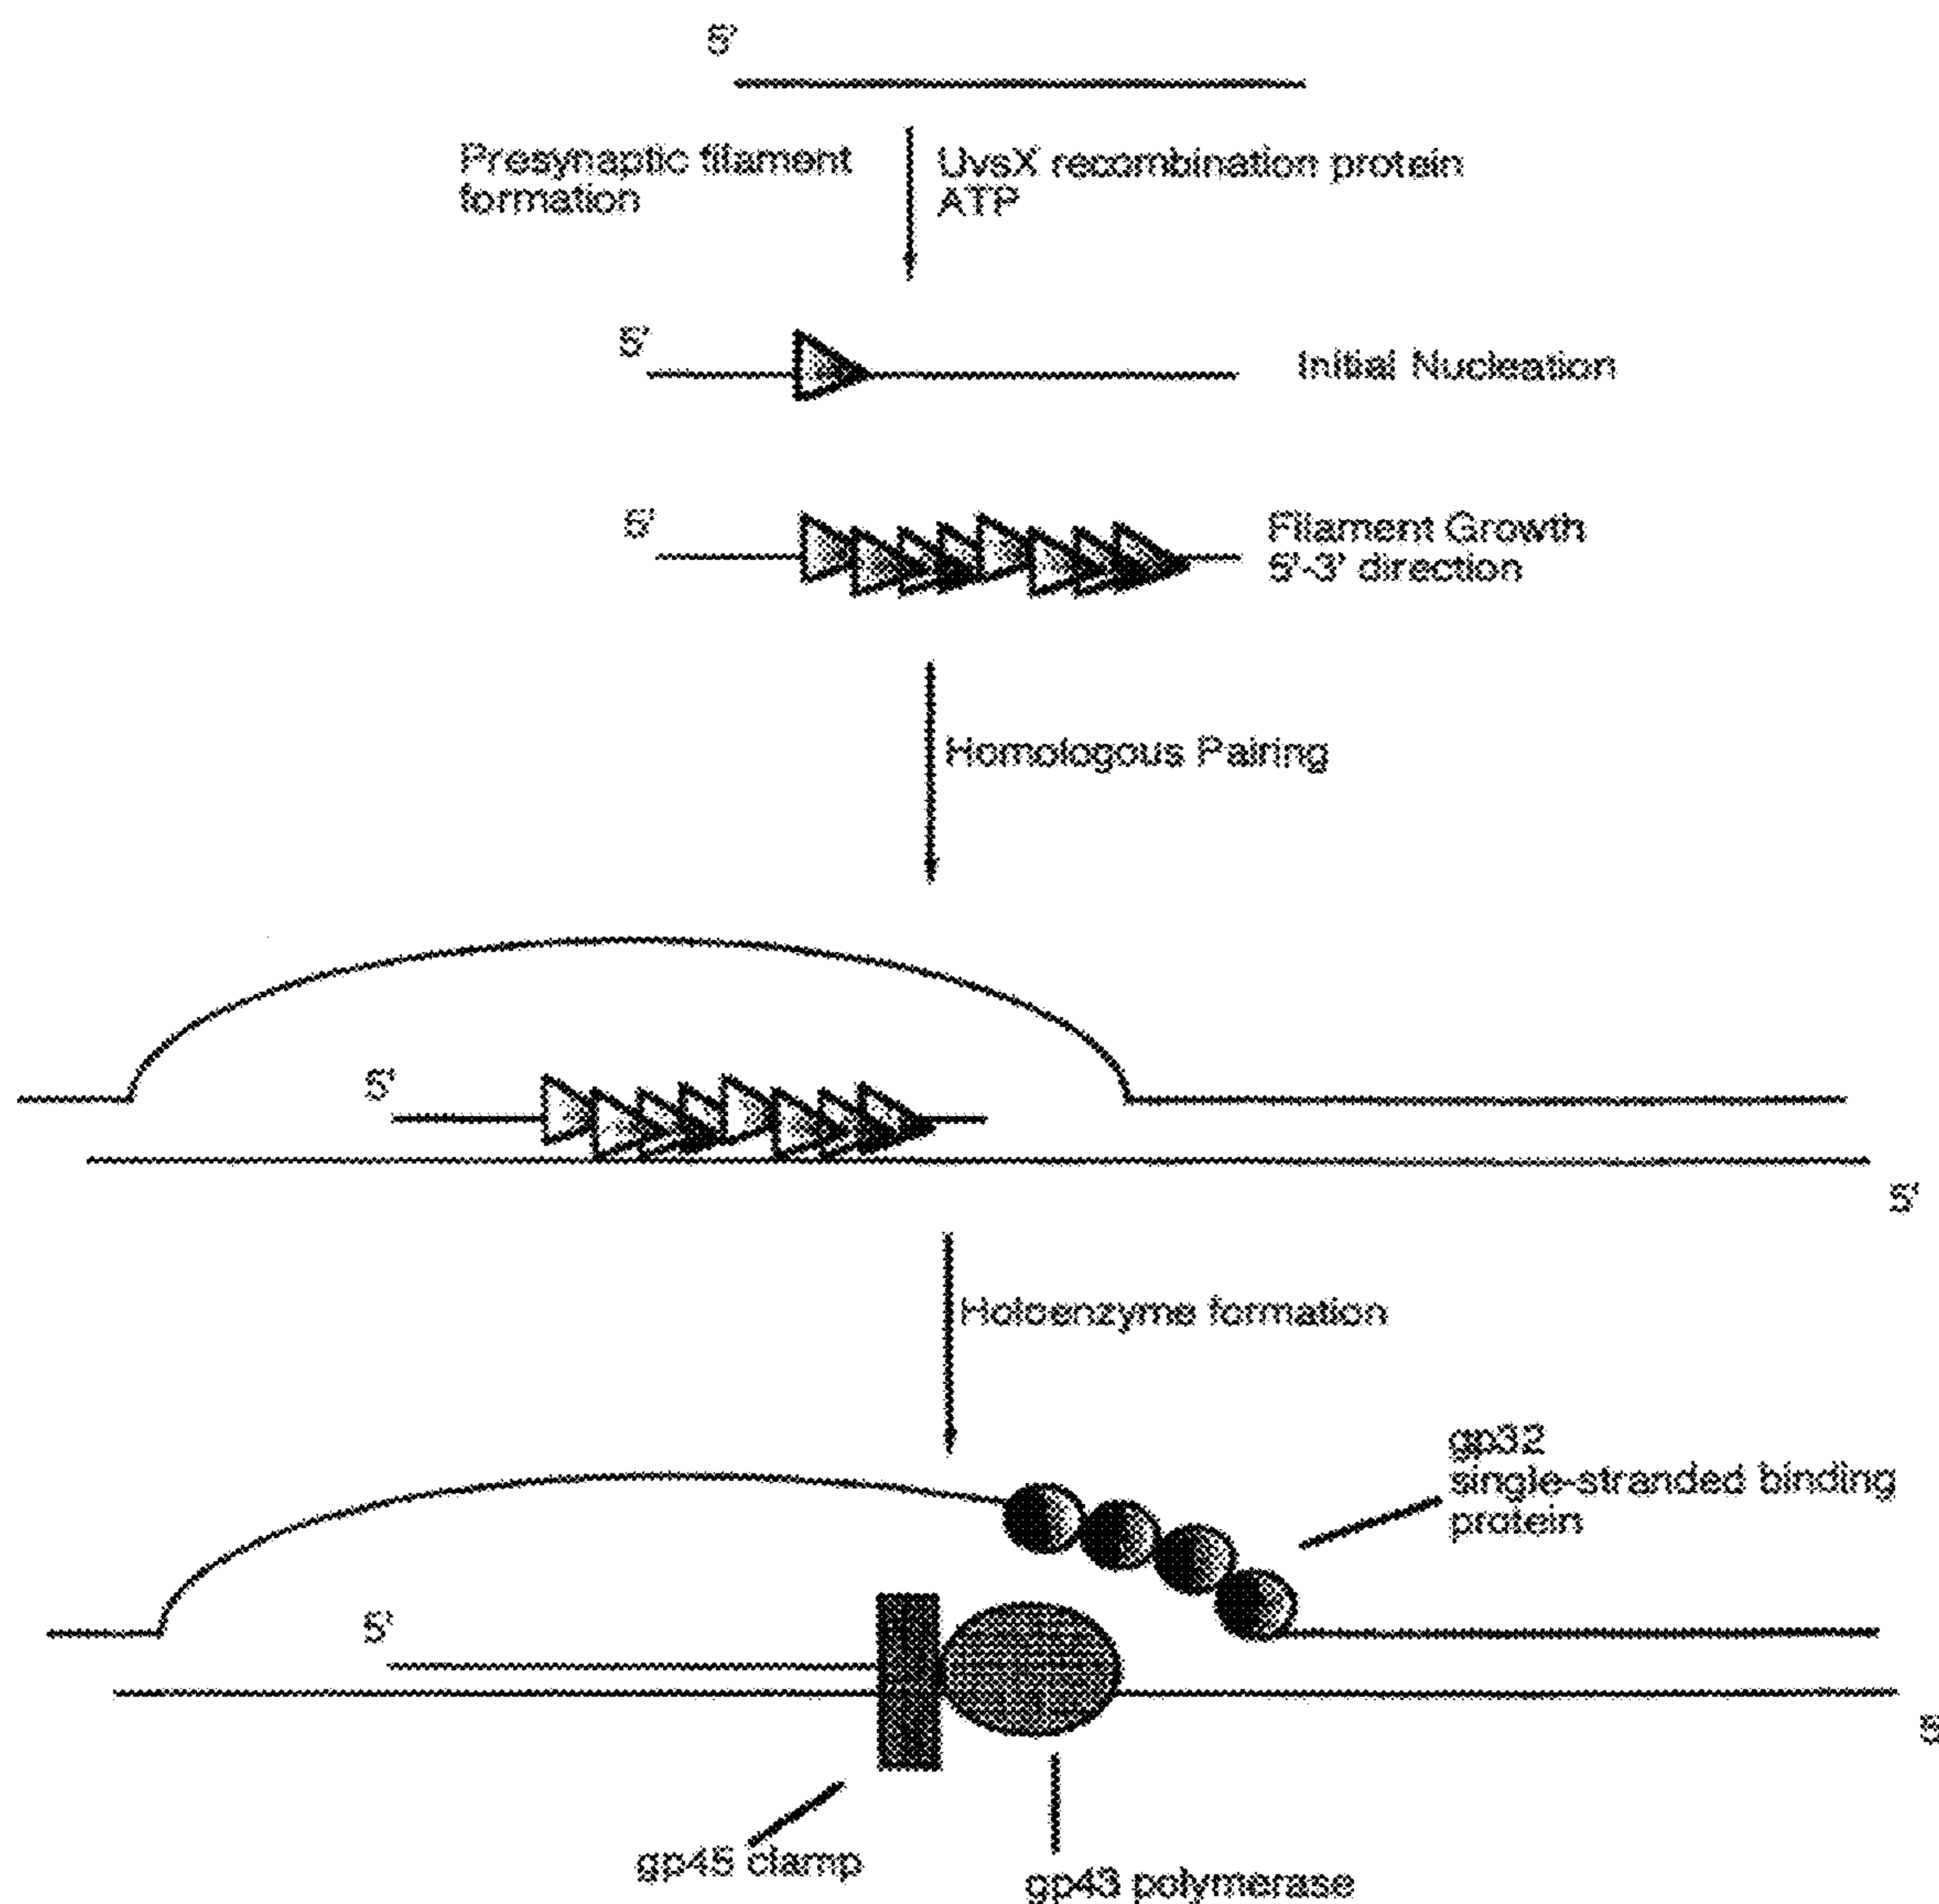 5'
Presynaptic filament
formation
UvsX recombination protein
ATP
5'
Initial Nucleation
5'
Filament Growth
5'-3' direction
Homologous Pairing
5'
5'
Holoenzyme formation
gp32
single-stranded binding
protein
5'
5'
gp45 clamp
gp43 polymerase